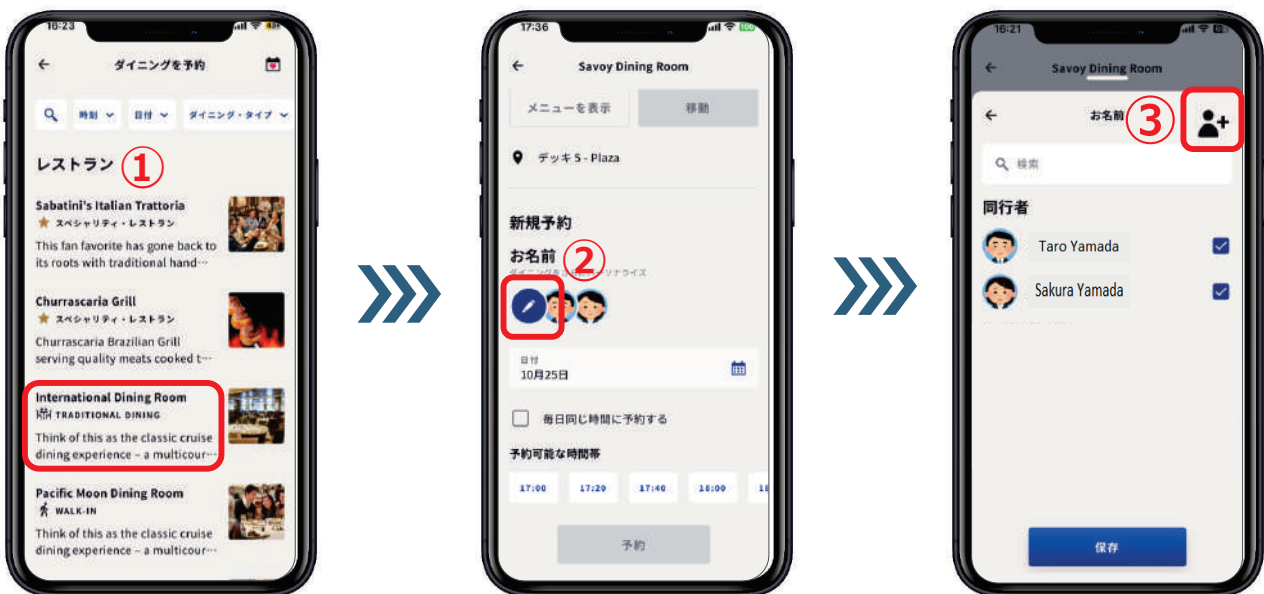 16:23
ダイニングを予約
時刻
日付
ダイニング・タイプ
レストラン
①
Sabatini's Italian Trattoria
スペシャリティ・レストラン
This fan favorite has gone back to
its roots with traditional hand…
Churrascaria Grill
スペシャリティ・レストラン
Churrascaria Brazilian Grill
serving quality meats cooked t…
International Dining Room
TRADITIONAL DINING
Think of this as the classic cruise
dining experience – a multicour…
Pacific Moon Dining Room
WALK-IN
Think of this as the classic cruise
dining experience – a multicour…
17:36
100
Savoy Dining Room
メニューを表示
移動
デッキ 5 - Plaza
新規予約
お名前
②
日付
10月25日
毎日同じ時間に予約する
予約可能な時間帯
17:00
17:20
17:40
18:00
予約
16:21
Savoy Dining Room
お名前
③
検索
同行者
Taro Yamada
Sakura Yamada
保存